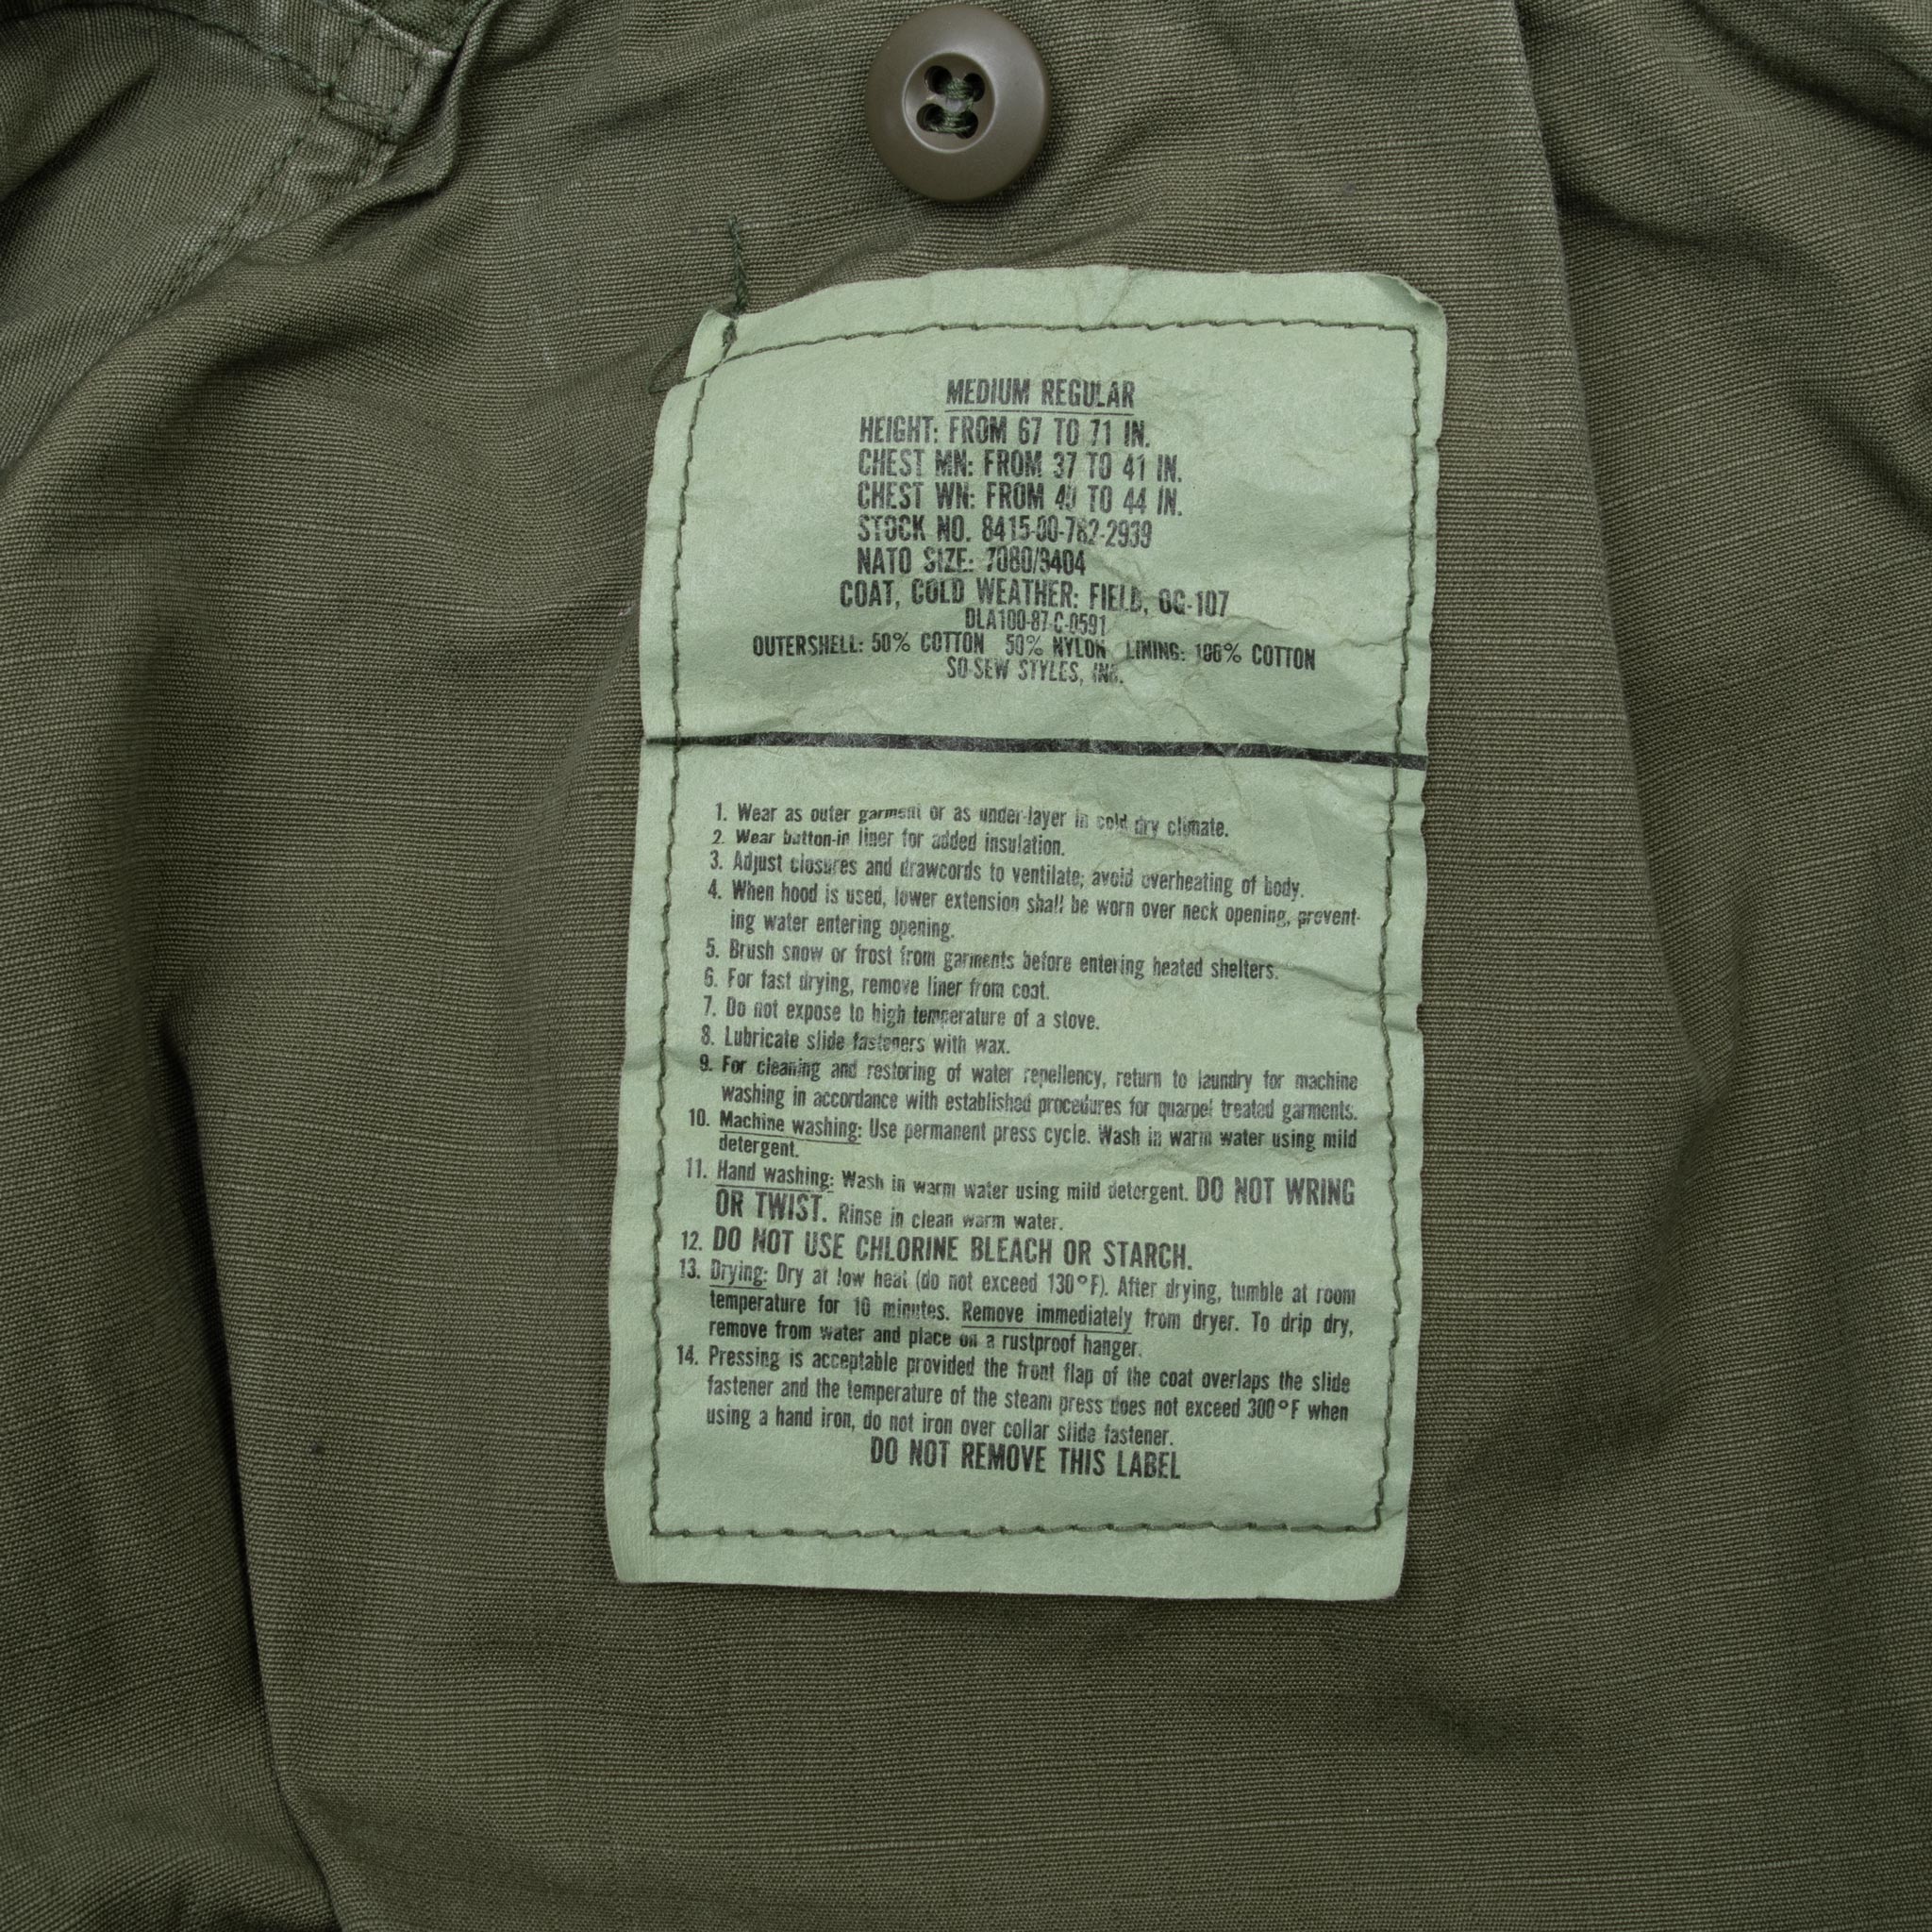 MEDIUM REGULAR
HEIGHT: FROM 67 TO 71 IN.
CHEST MN: FROM 37 TO 41 IN.
CHEST WN: FROM 40 TO 44 IN.
STOCK NO. 8415-00-782-2939
NATO SIZE: 7080/9404
COAT, COLD WEATHER: FIELD, OG-107
DLA100-87-C-0591
OUTERSHELL: 50% COTTON 50% NYLON LINING: 100% COTTON
SO-SEW STYLES, INC.
1. Wear as outer garment or as under-layer in cold dry climate.
2. Wear button-in liner for added insulation.
3. Adjust closures and drawcords to ventilate; avoid overheating of body.
4. When hood is used, lower extension shall be worn over neck opening, prevent-
ing water entering opening.
5. Brush snow or frost from garments before entering heated shelters.
6. For fast drying, remove liner from coat.
7. Do not expose to high temperature of a stove.
8. Lubricate slide fasteners with wax.
9. For cleaning and restoring of water repellency, return to laundry for machine
washing in accordance with established procedures for quarpel treated garments.
10. Machine washing: Use permanent press cycle. Wash in warm water using mild
detergent.
11. Hand washing: Wash in warm water using mild detergent. DO NOT WRING
OR TWIST. Rinse in clean warm water.
12. DO NOT USE CHLORINE BLEACH OR STARCH.
13. Drying: Dry at low heat (do not exceed 130°F). After drying, tumble at room
temperature for 10 minutes. Remove immediately from dryer. To drip dry,
remove from water and place on a rustproof hanger.
14. Pressing is acceptable provided the front flap of the coat overlaps the slide
fastener and the temperature of the steam press does not exceed 300°F when
using a hand iron, do not iron over collar slide fastener.
DO NOT REMOVE THIS LABEL